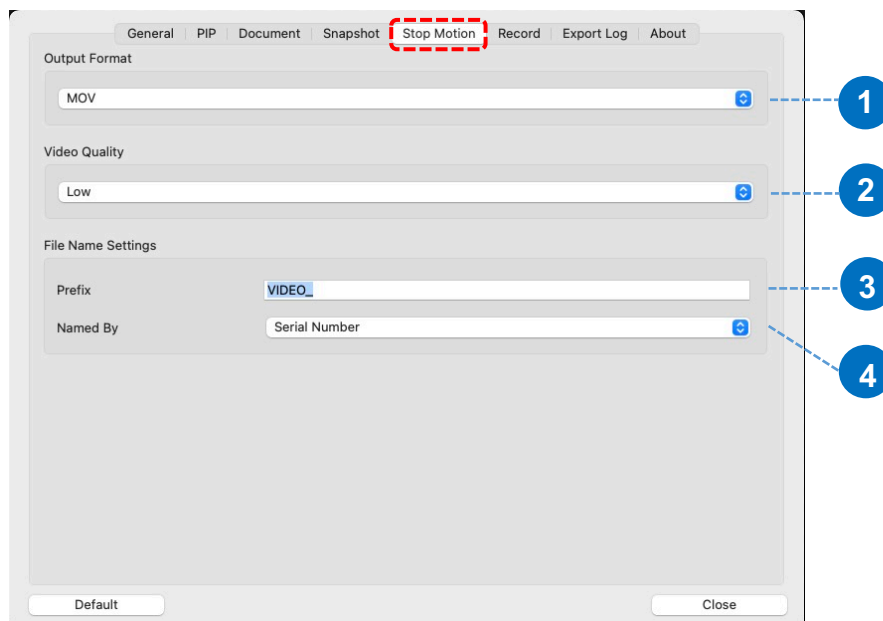 General PIP Document Snapshot Stop Motion Record Export Log About
Output Format
MOV
1
Video Quality
Low
2
File Name Settings
Prefix VIDEO_
3
Named By Serial Number
4
Default Close